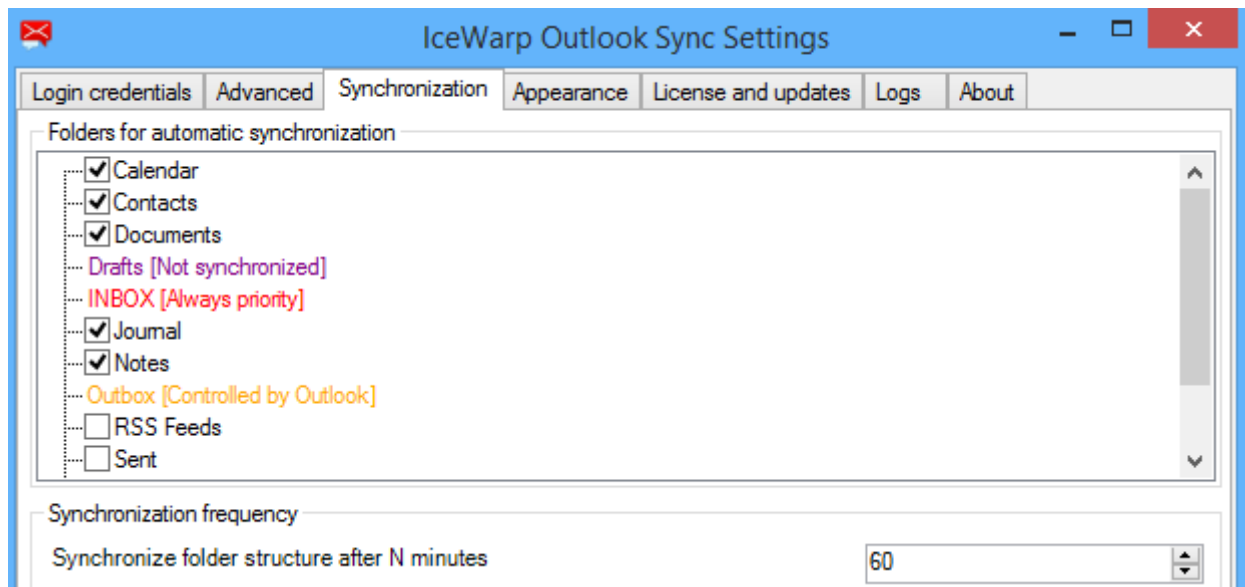 IceWarp Outlook Sync Settings
Login credentials Advanced Synchronization Appearance License and updates Logs About
Folders for automatic synchronization
Calendar
Contacts
Documents
Drafts [Not synchronized]
INBOX [Always priority]
Journal
Notes
Outbox [Controlled by Outlook]
RSS Feeds
Sent
Synchronization frequency
Synchronize folder structure after N minutes 60